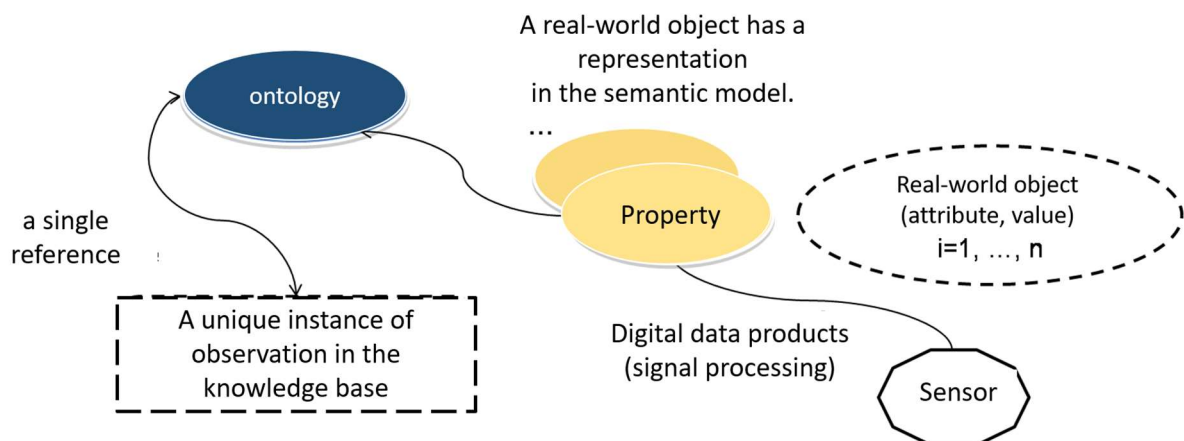 A real-world object has a
representation
in the semantic model.
...
ontology
Real-world object
(attribute, value)
i=1, ..., n
Property
a single
reference
A unique instance of
observation in the
knowledge base
Digital data products
(signal processing)
Sensor